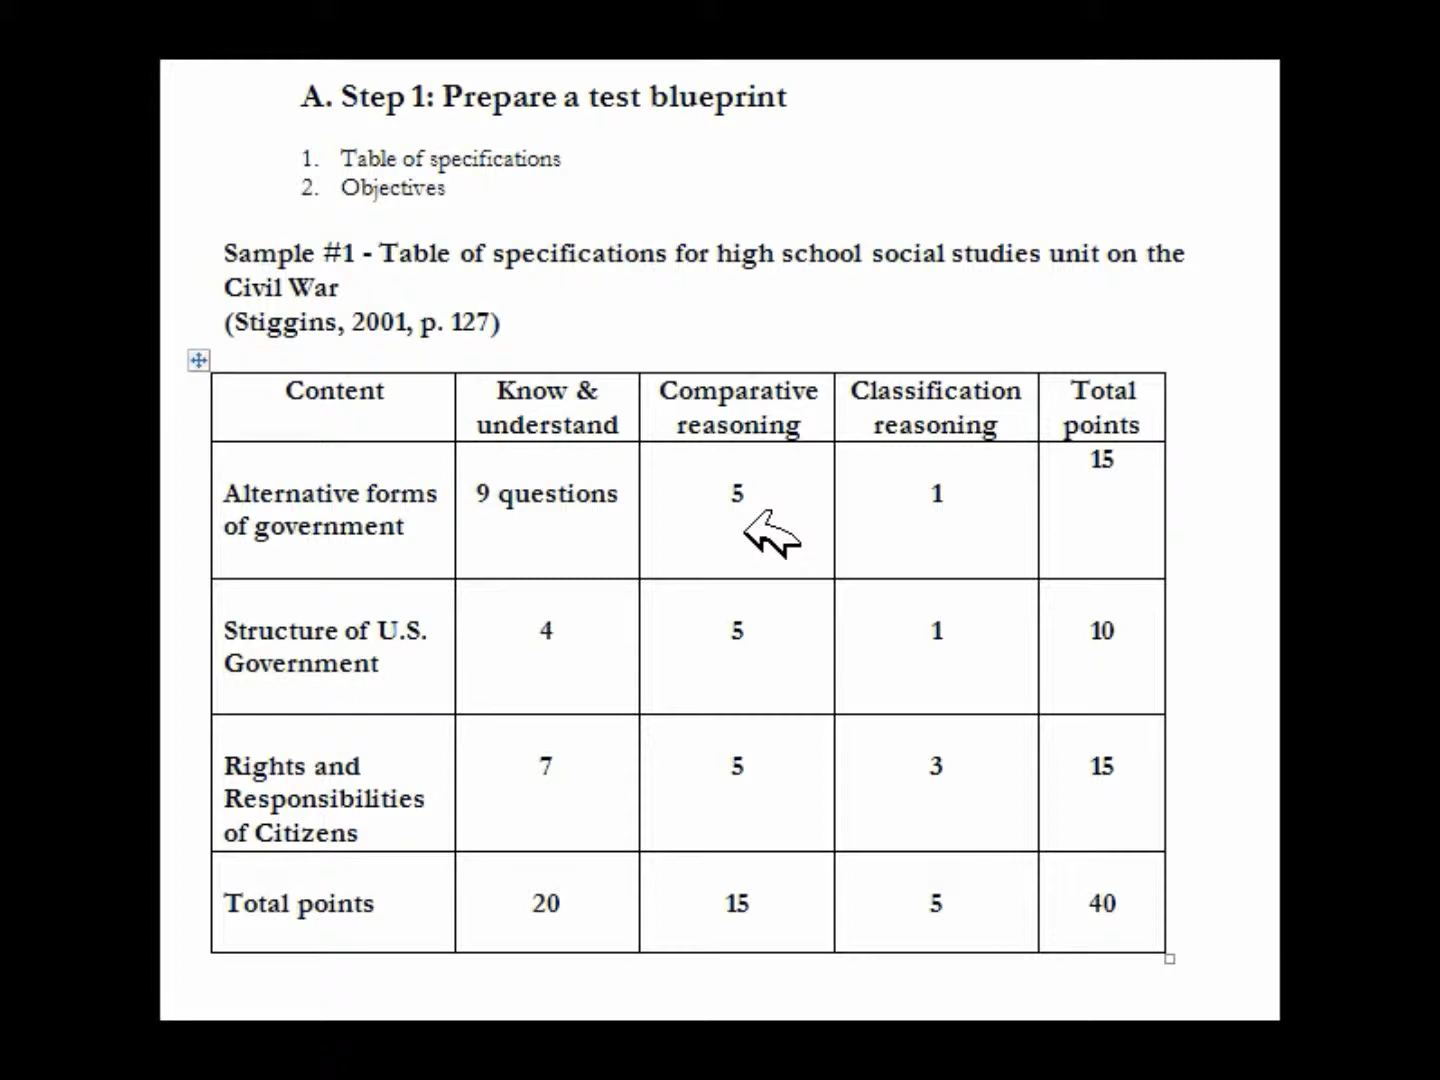 A. Step 1: Prepare a test blueprint
1. Table of specifications
2. Objectives
Sample #1 - Table of specifications for high school social studies unit on the
Civil War
(Stiggins, 2001, p. 127)
Content Know & understand Comparative reasoning Classification reasoning Total points
Alternative forms of government 9 questions 5 1 15
Structure of U.S. Government 4 5 1 10
Rights and Responsibilities of Citizens 7 5 3 15
Total points 20 15 5 40